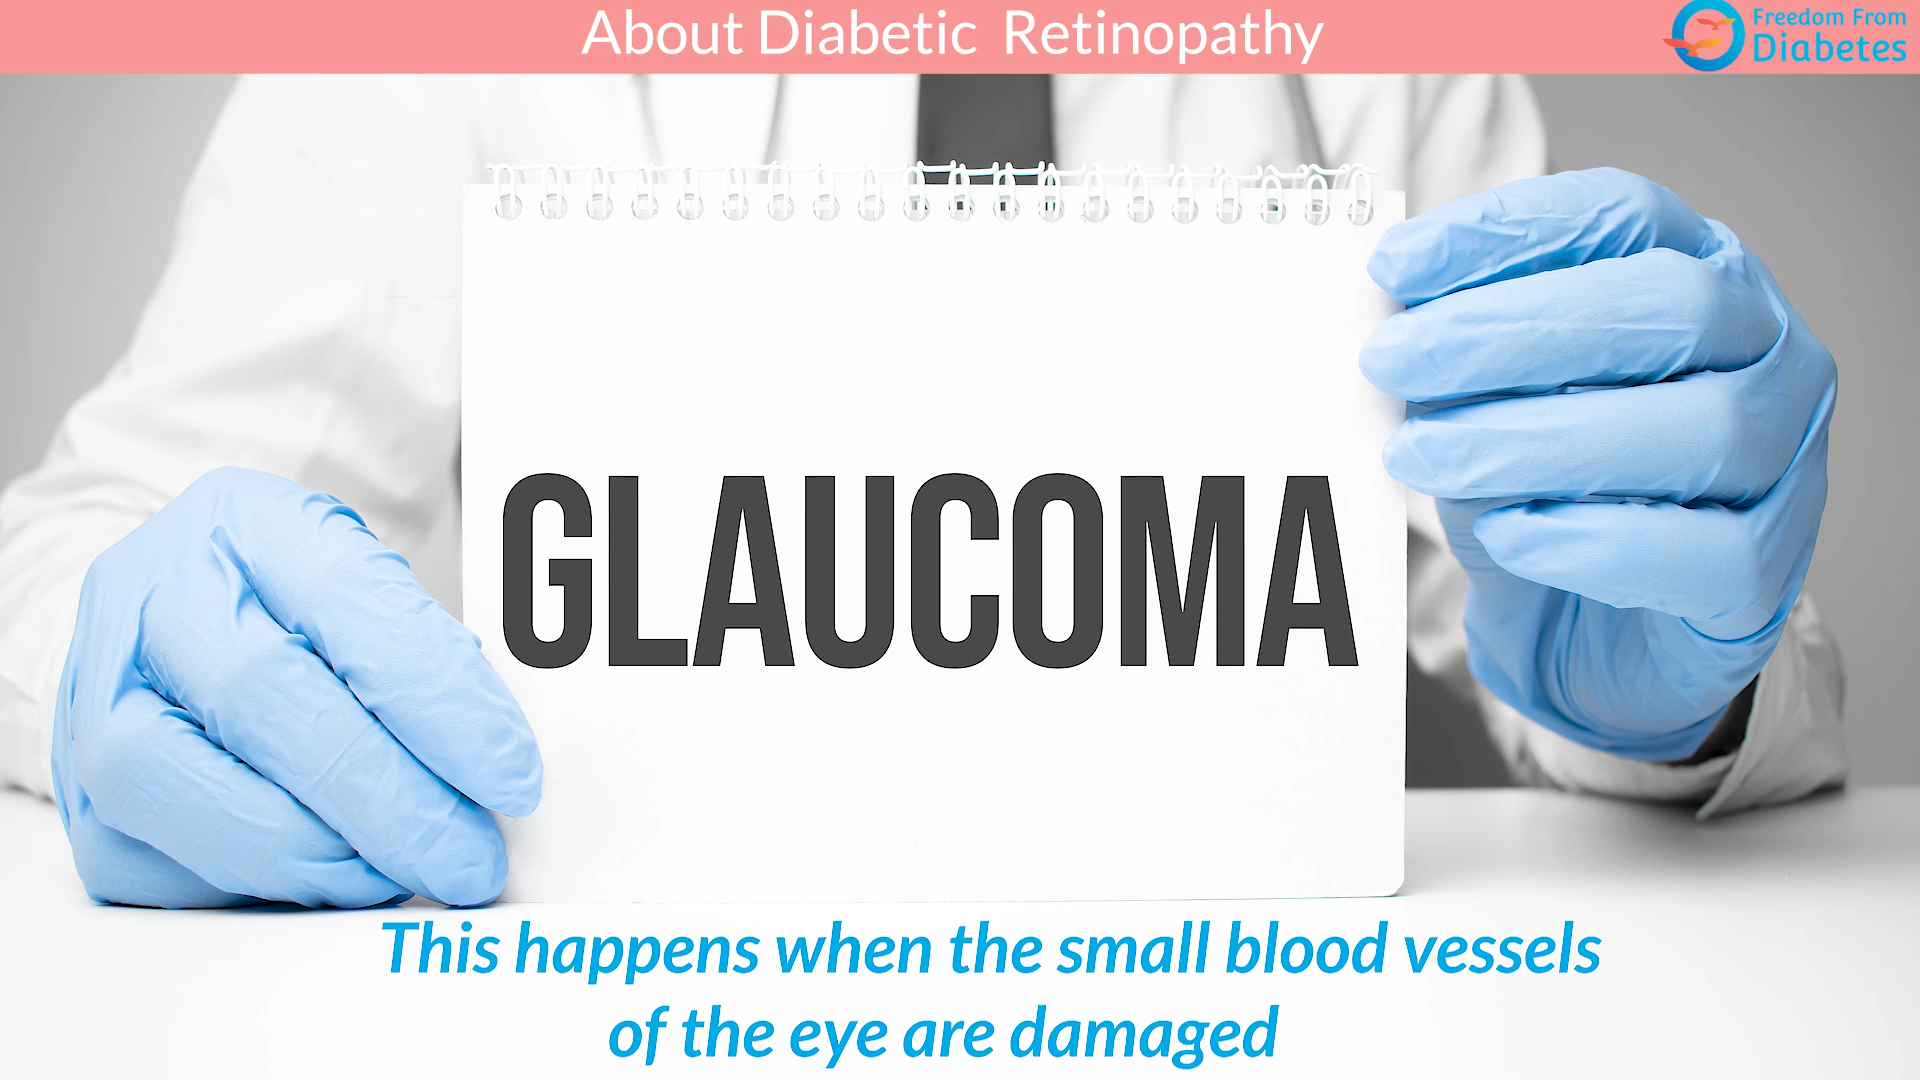 About Diabetic Retinopathy
Freedom From
Diabetes
GLAUCOMA
This happens when the small blood vessels
of the eye are damaged